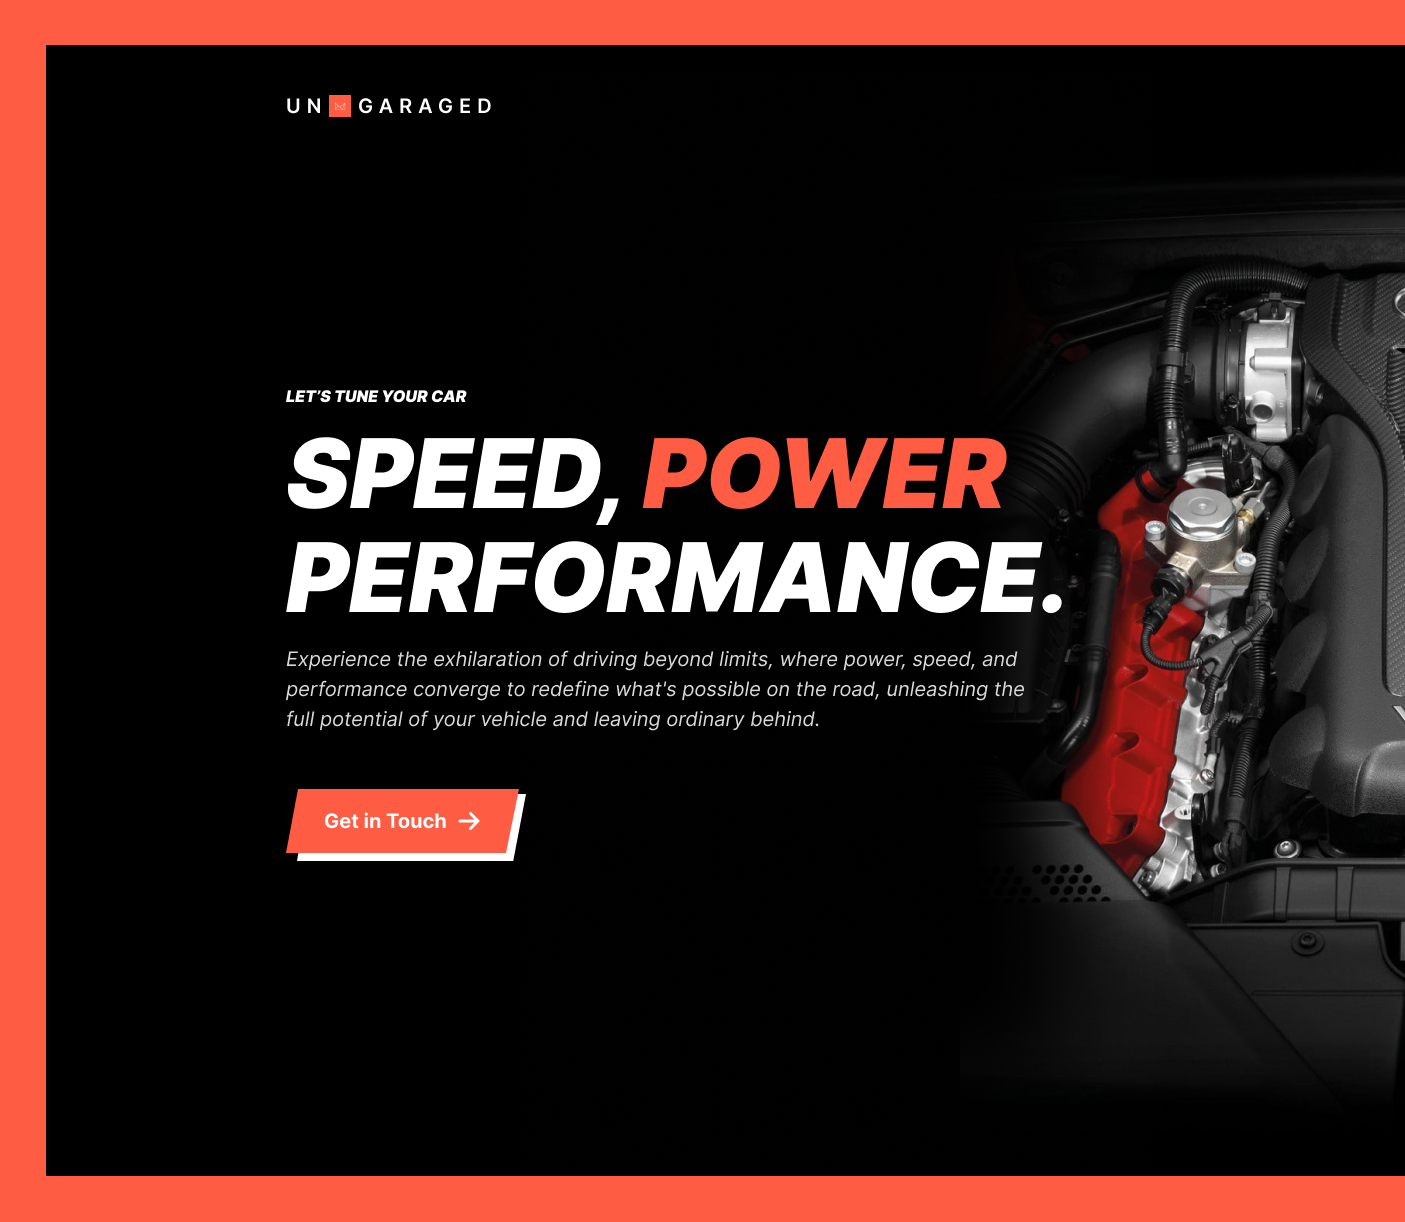 UN GARAGED
LET'S TUNE YOUR CAR
SPEED, POWER
PERFORMANCE.
Experience the exhilaration of driving beyond limits, where power, speed, and
performance converge to redefine what's possible on the road, unleashing the
full potential of your vehicle and leaving ordinary behind.
Get in Touch